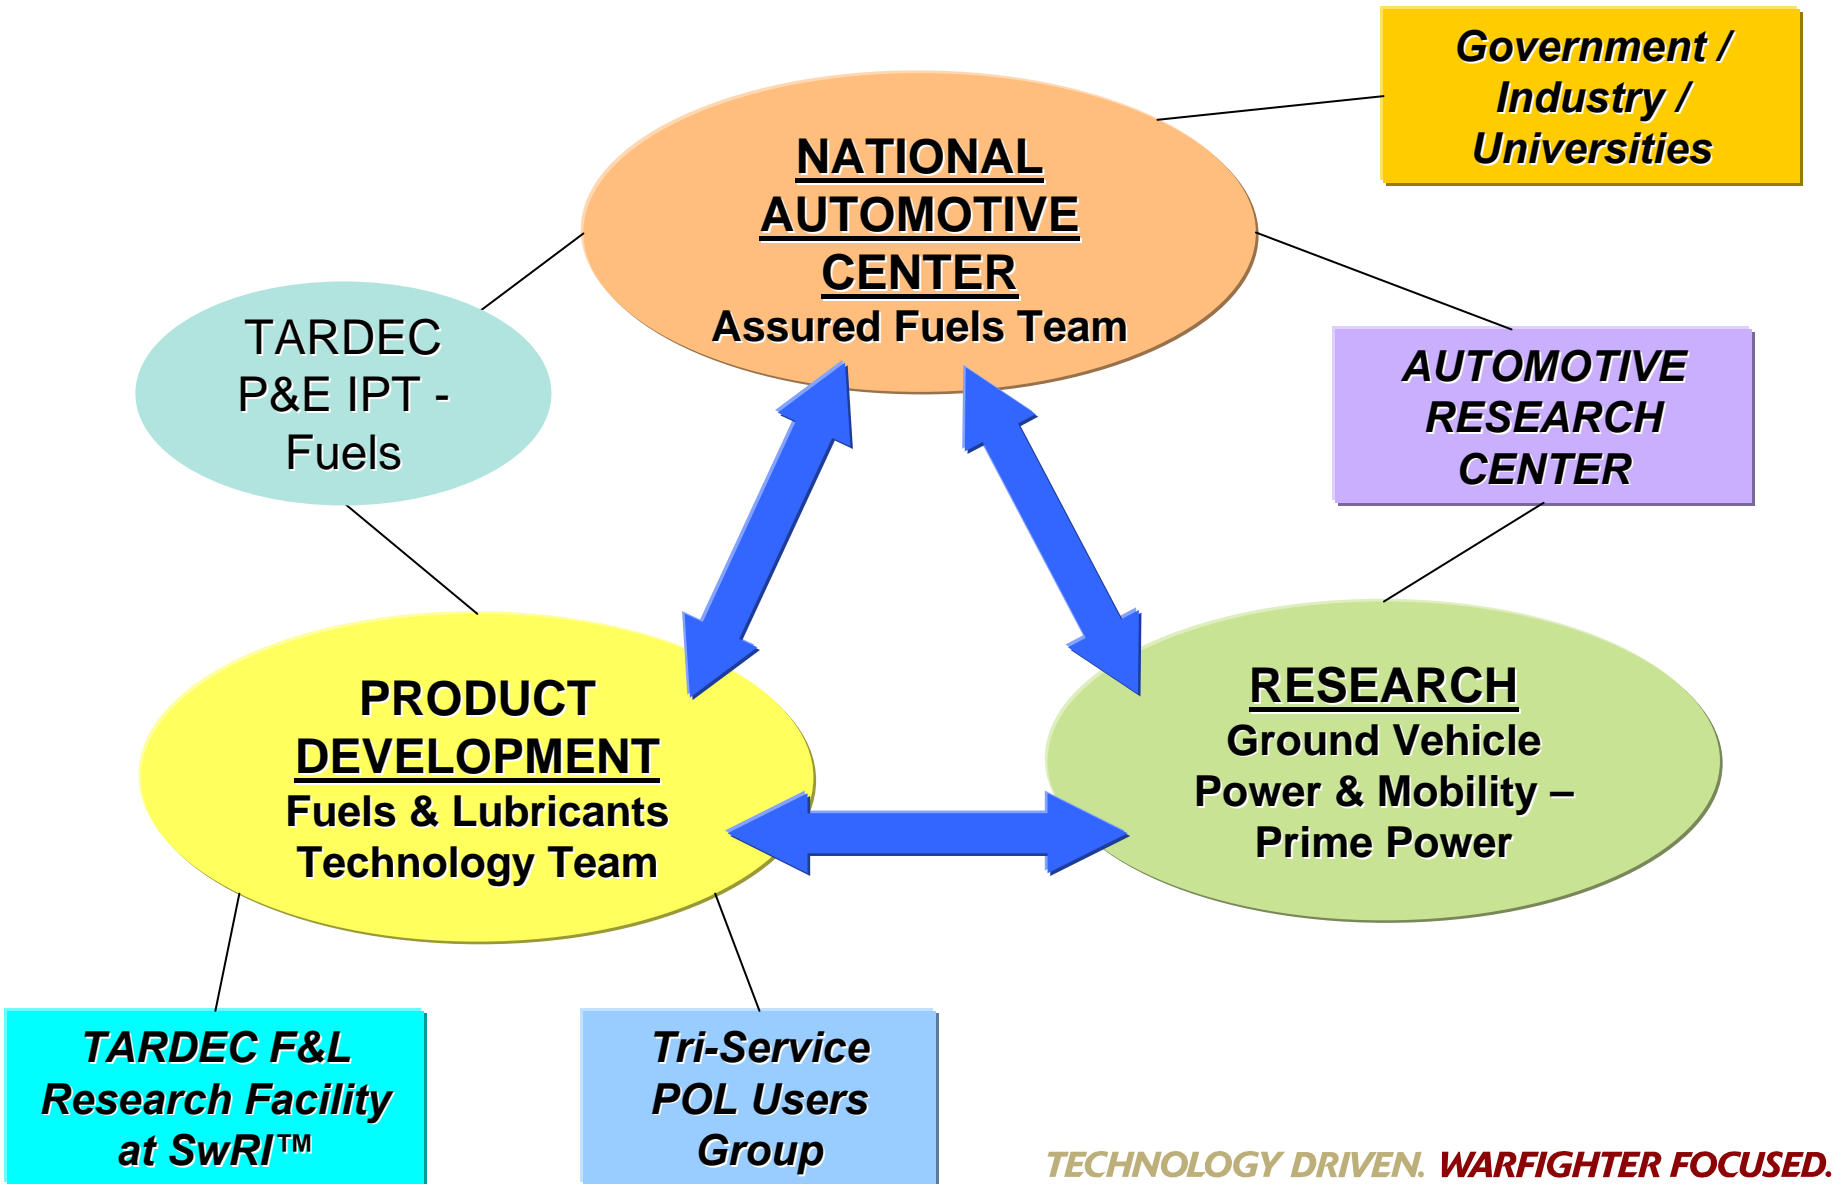 Government /
Industry /
Universities
NATIONAL
AUTOMOTIVE
CENTER
Assured Fuels Team
TARDEC
P&E IPT -
Fuels
AUTOMOTIVE
RESEARCH
CENTER
PRODUCT
DEVELOPMENT
Fuels & Lubricants
Technology Team
RESEARCH
Ground Vehicle
Power & Mobility –
Prime Power
TARDEC F&L
Research Facility
at SwRI™
Tri-Service
POL Users
Group
TECHNOLOGY DRIVEN. WARFIGHTER FOCUSED.